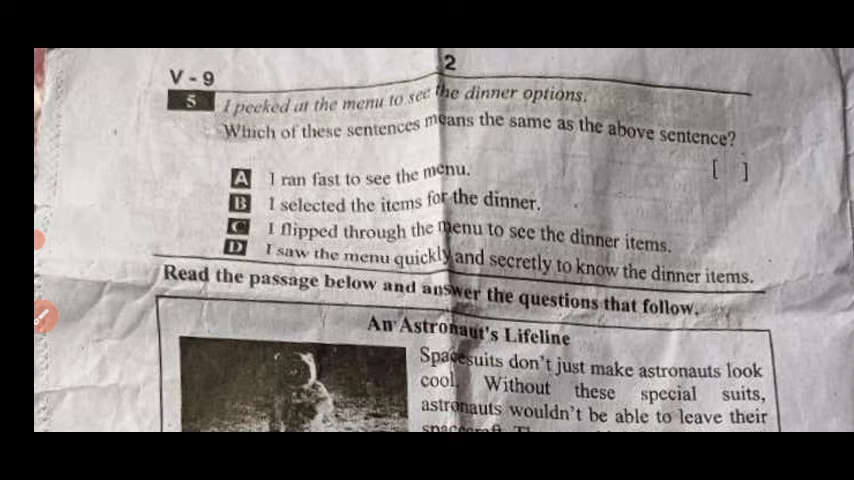 2
V - 9
5 I peeked at the menu to see the dinner options.
Which of these sentences means the same as the above sentence?
[ ]
A I ran fast to see the menu.
B I selected the items for the dinner.
C I flipped through the menu to see the dinner items.
D I saw the menu quickly and secretly to know the dinner items.
Read the passage below and answer the questions that follow.
An Astronaut's Lifeline
Spacesuits don't just make astronauts look
cool. Without these special suits,
astronauts wouldn't be able to leave their